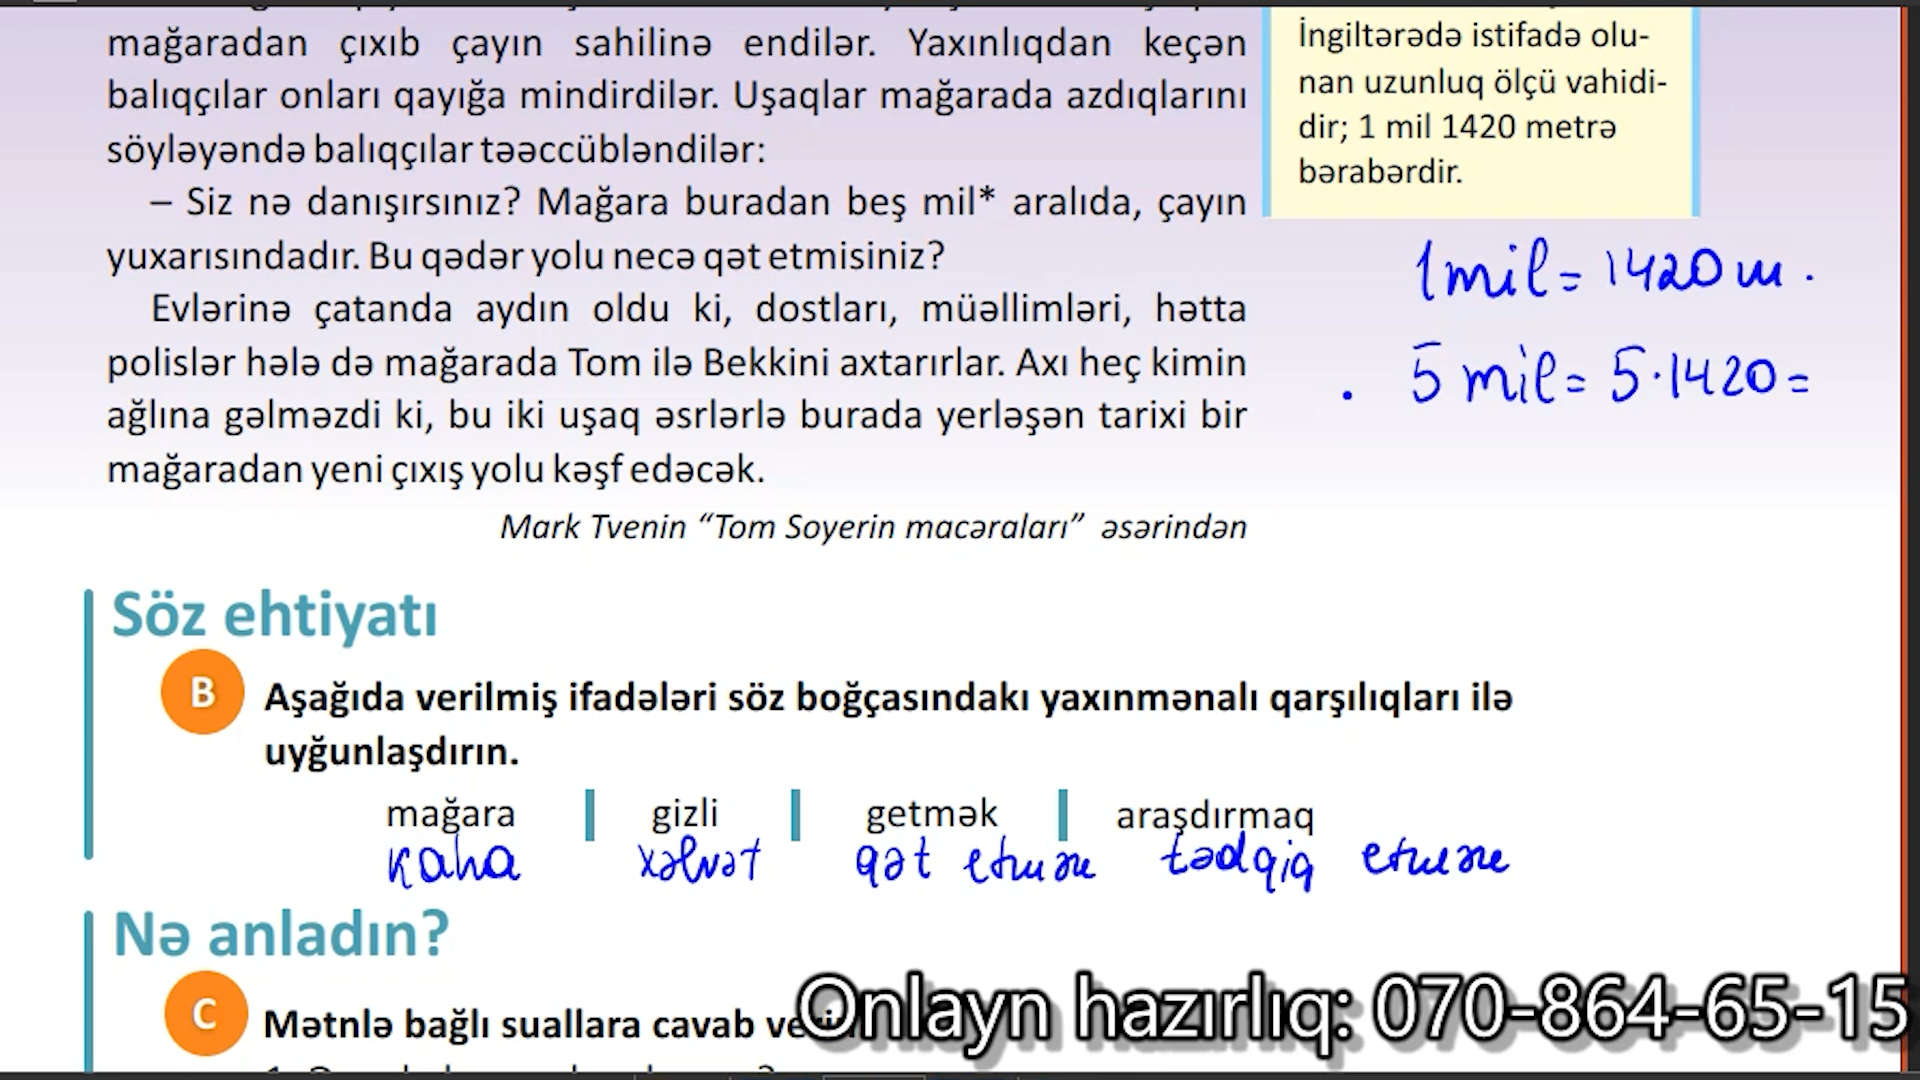 mağaradan çıxıb çayın sahilinə endilər. Yaxınlıqdan keçən
balıqçılar onları qayığa mindirdilər. Uşaqlar mağarada azdıqlarını
söyləyəndə balıqçılar təəccübləndilər:
– Siz nə danışırsınız? Mağara buradan beş mil* aralıda, çayın
yuxarısındadır. Bu qədər yolu necə qət etmisiniz?
Evlərinə çatanda aydın oldu ki, dostları, müəllimləri, hətta
polislər hələ də mağarada Tom ilə Bekkini axtarırlar. Axı heç kimin
ağlına gəlməzdi ki, bu iki uşaq əsrlərlə burada yerləşən tarixi bir
mağaradan yeni çıxış yolu kəşf edəcək.
Mark Tvenin “Tom Soyerin macəraları” əsərindən
İngiltərədə istifadə olu-
nan uzunluq ölçü vahidi-
dir; 1 mil 1420 metrə
bərabərdir.
1 mil = 1420 m.
5 mil = 5·1420 =
Söz ehtiyatı
B Aşağıda verilmiş ifadələri söz boğçasındakı yaxınmənalı qarşılıqları ilə
uyğunlaşdırın.
mağara gizli getmək araşdırmaq
kaha xəlvət qət etmək tədqiq etmək
Nə anladın?
C Mətnlə bağlı suallara cavab
Onlayn hazırlıq: 070-864-65-15